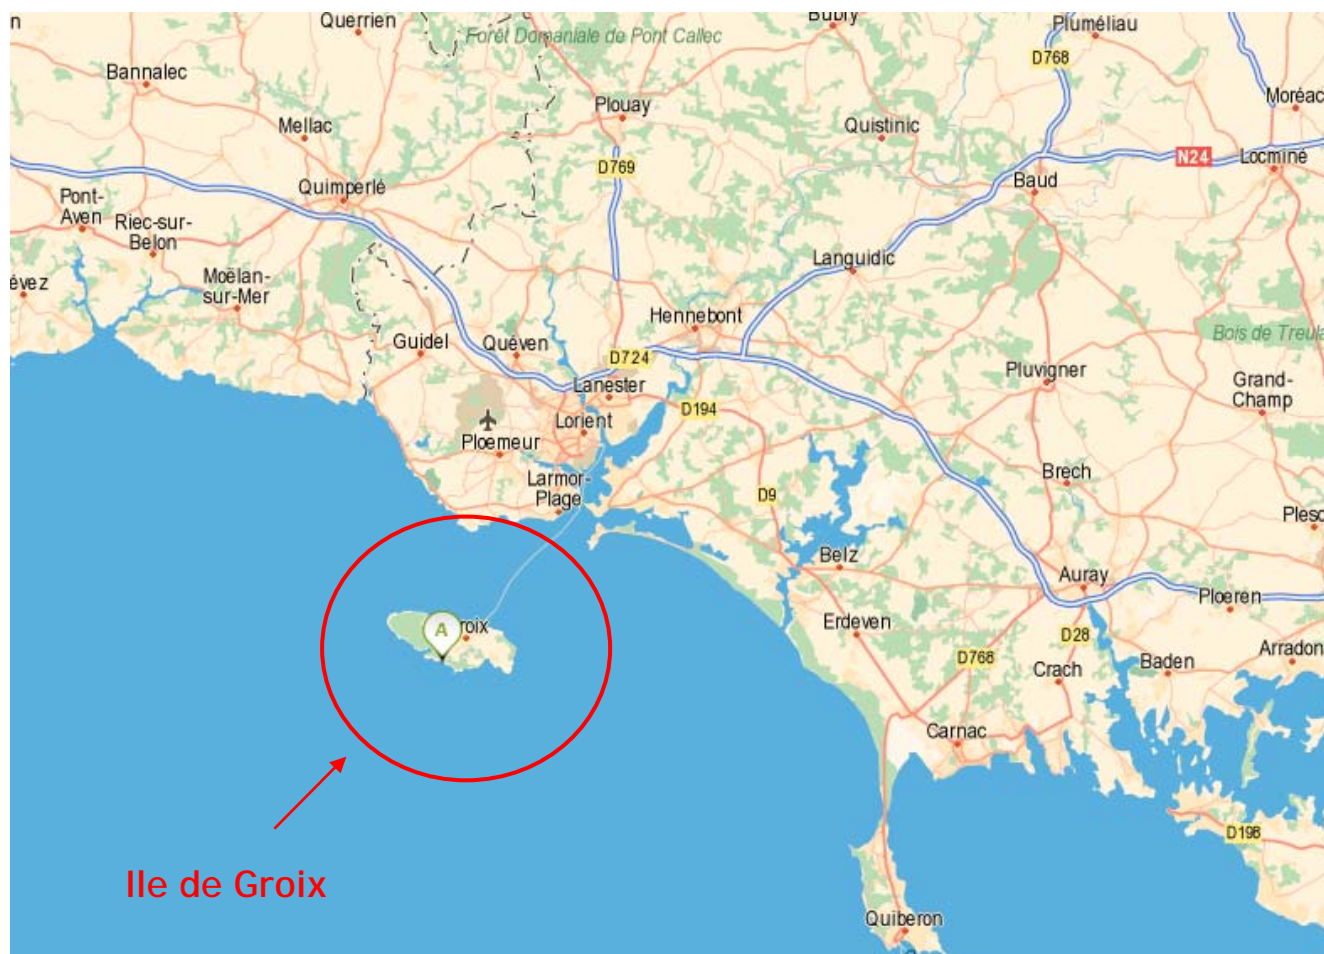 Querrien
Forêt Domaniale de Pont Callec
Bubry
Pluméliau
Bannalec
D768
Plouay
Moréac
Mellac
Quistinic
N24
Locminé
D769
Quimperlé
Baud
Pont-
Aven
Riec-sur-
Belon
Languidic
Moëlan-
sur-Mer
évez
Hennebont
Guidel
Quéven
Bois de Treula
D724
Pluvigner
Lanester
Grand-
Champ
D194
Lorient
Ploemeur
Brech
Larmor-
Plage
D9
Plesc
Belz
Auray
Ploeren
A
roix
Erdeven
D28
Arradon
D768
Crach
Baden
Carnac
D198
Ile de Groix
Quiberon